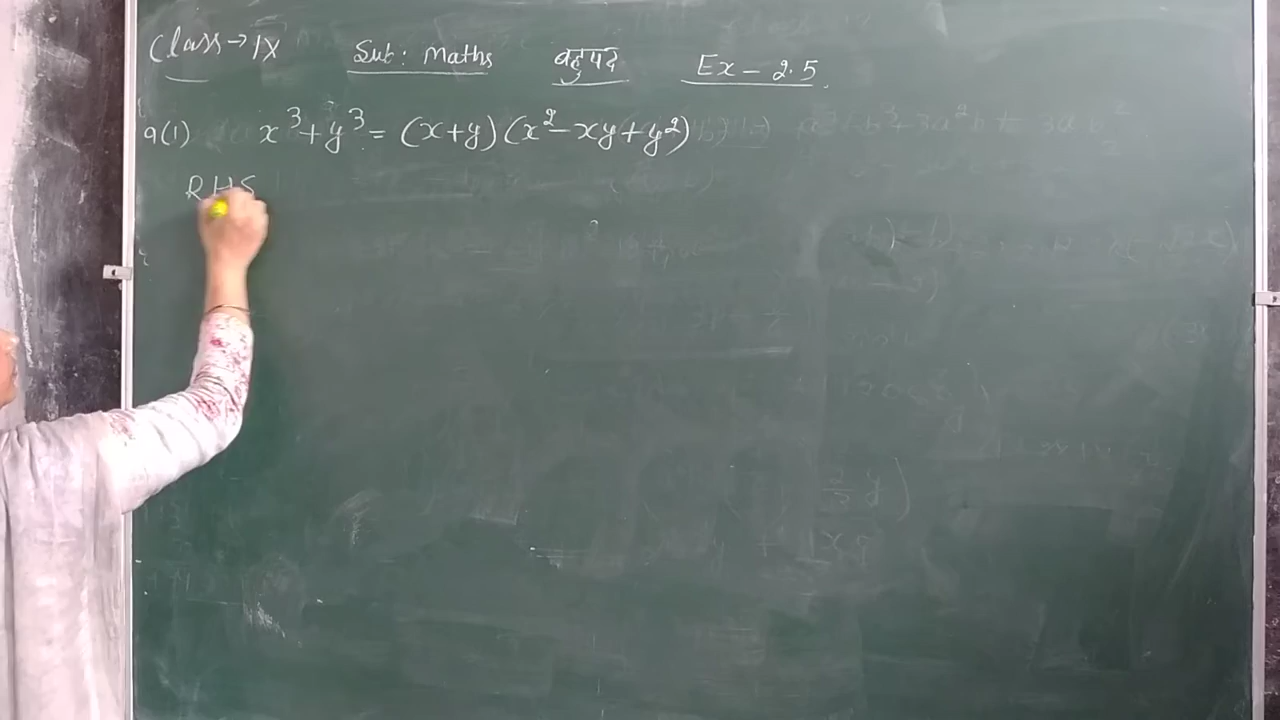 Class → IX Sub: Maths बहुपद Ex – 2.5
9(1) x³ + y³ = (x+y) (x² – xy + y²)
RHS